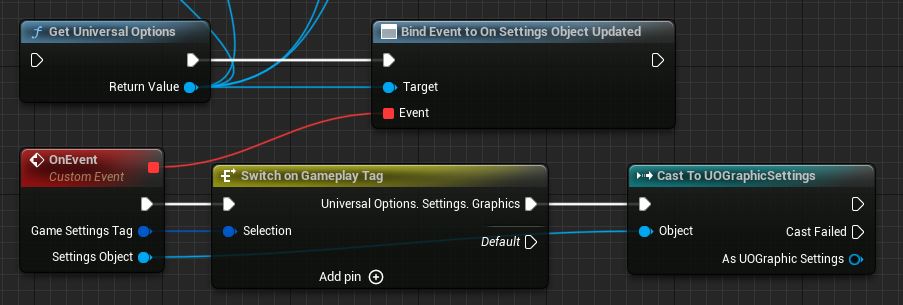 Get Universal Options
Return Value
Bind Event to On Settings Object Updated
Target
Event
OnEvent
Custom Event
Game Settings Tag
Settings Object
Switch on Gameplay Tag
Universal Options. Settings. Graphics
Selection
Default
Add pin
Cast To UOGraphicSettings
Object
Cast Failed
As UOGraphic Settings